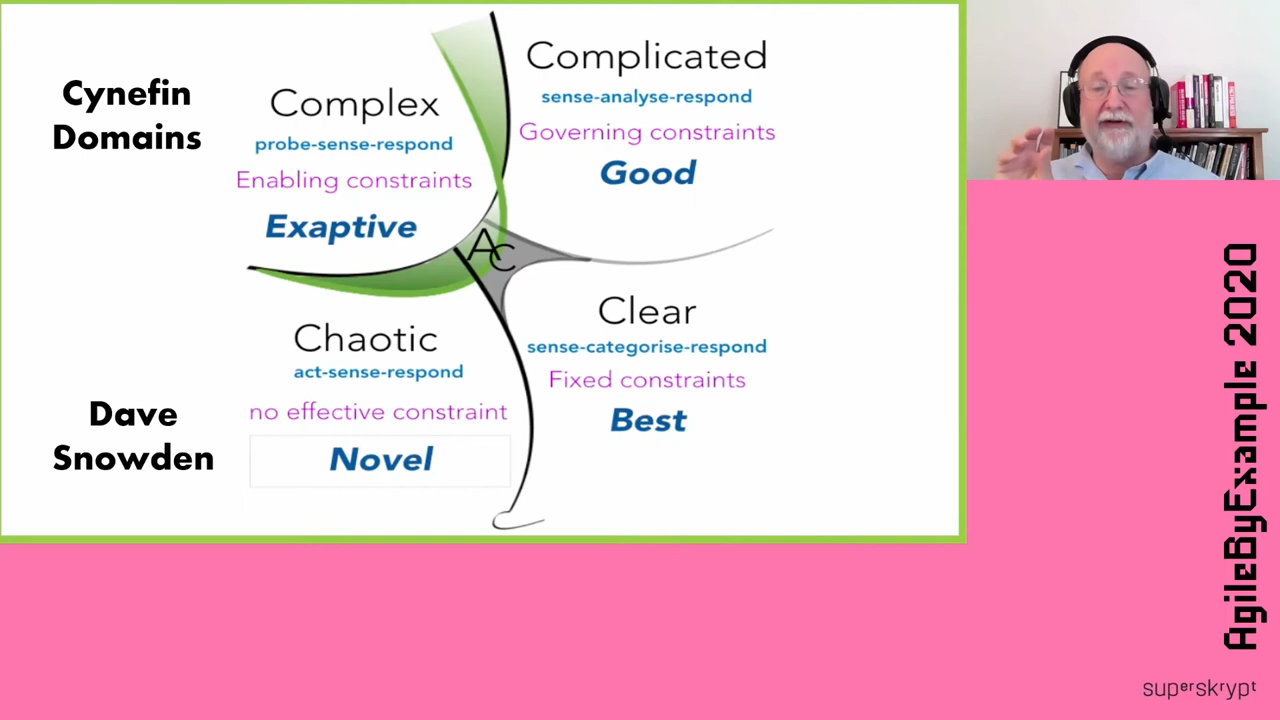 Cynefin
Domains
Complex
probe-sense-respond
Enabling constraints
Exaptive
Complicated
sense-analyse-respond
Governing constraints
Good
A
C
Chaotic
act-sense-respond
no effective constraint
Novel
Clear
sense-categorise-respond
Fixed constraints
Best
Dave
Snowden
AgileByExample 2020
superskrypt